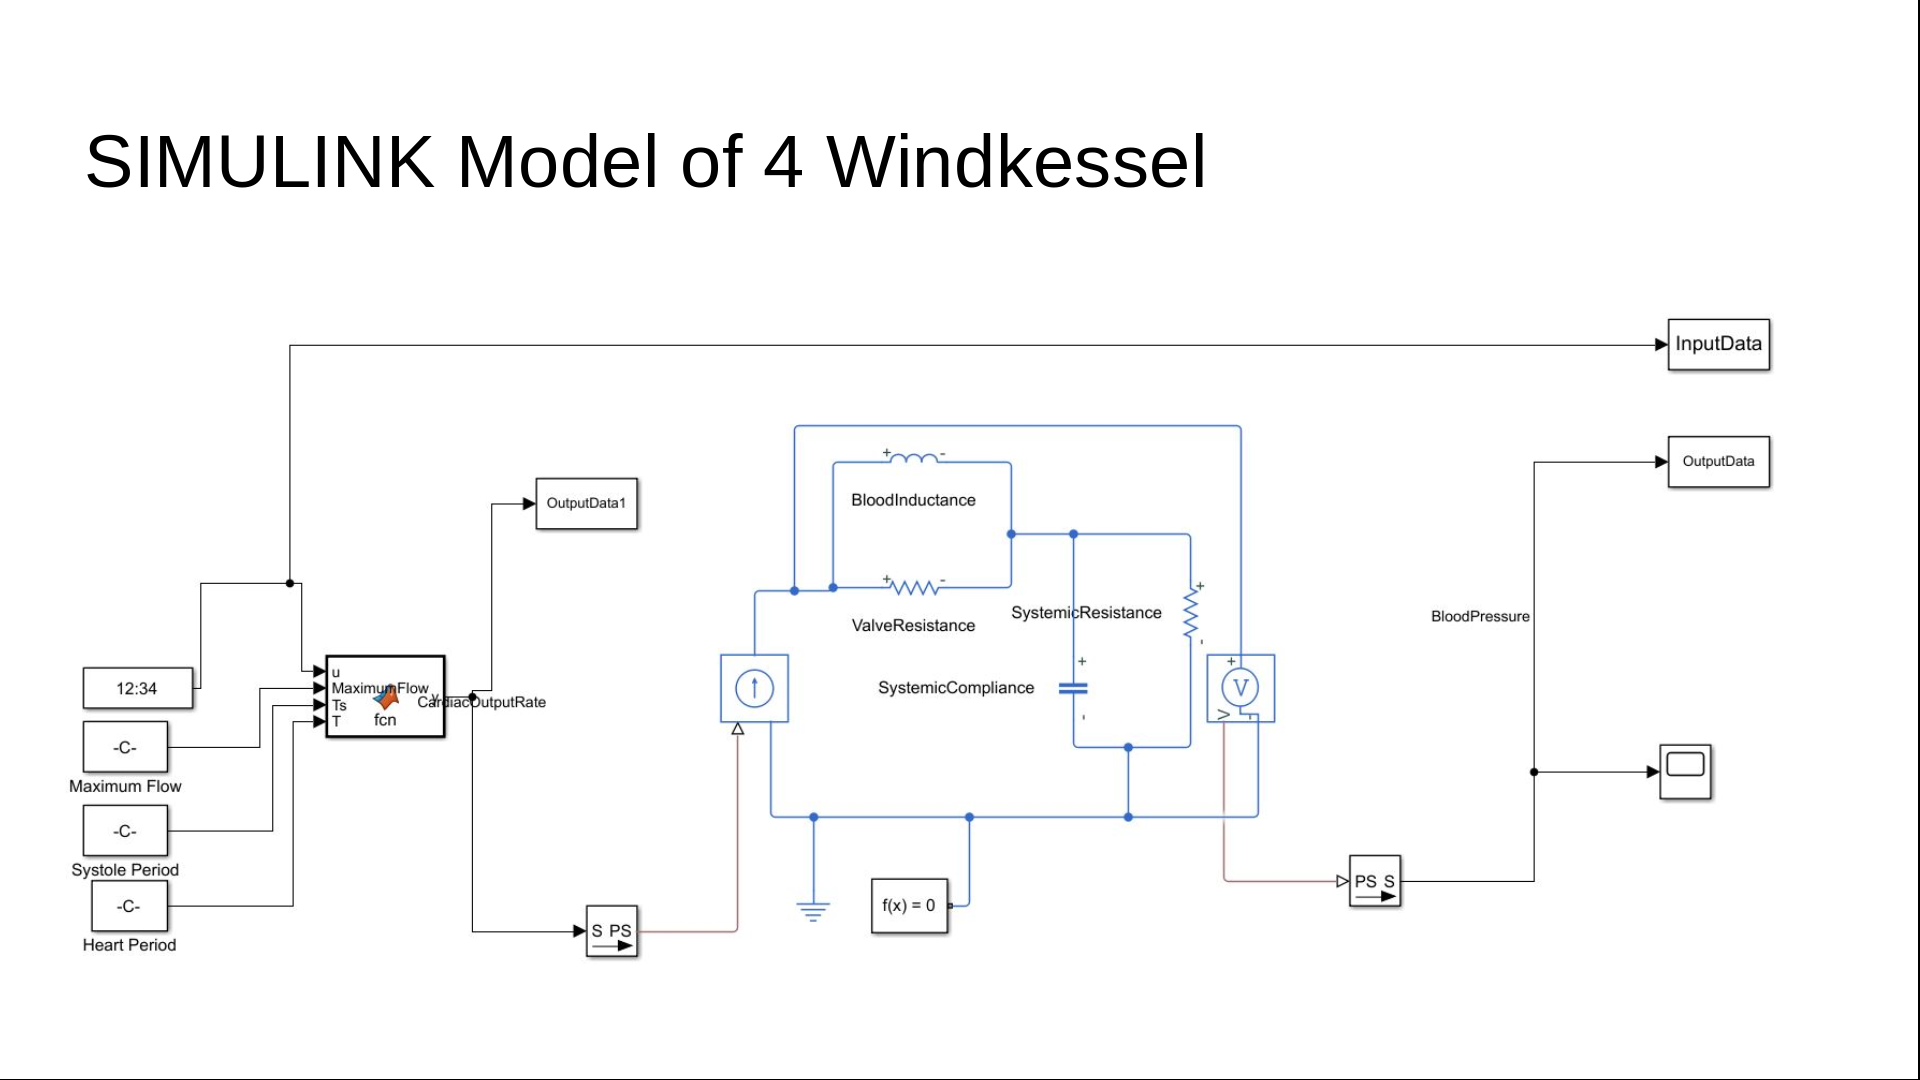 SIMULINK Model of 4 Windkessel
InputData
OutputData
OutputData1
+ -
BloodInductance
+ -
ValveResistance
SystemicResistance
+
-
BloodPressure
12:34
u
MaximumFlow
Ts
T
fcn
y
CardiacOutputRate
SystemicCompliance
+
-
+
V
V
-
-C-
Maximum Flow
-C-
Systole Period
-C-
Heart Period
S PS
f(x) = 0
PS S